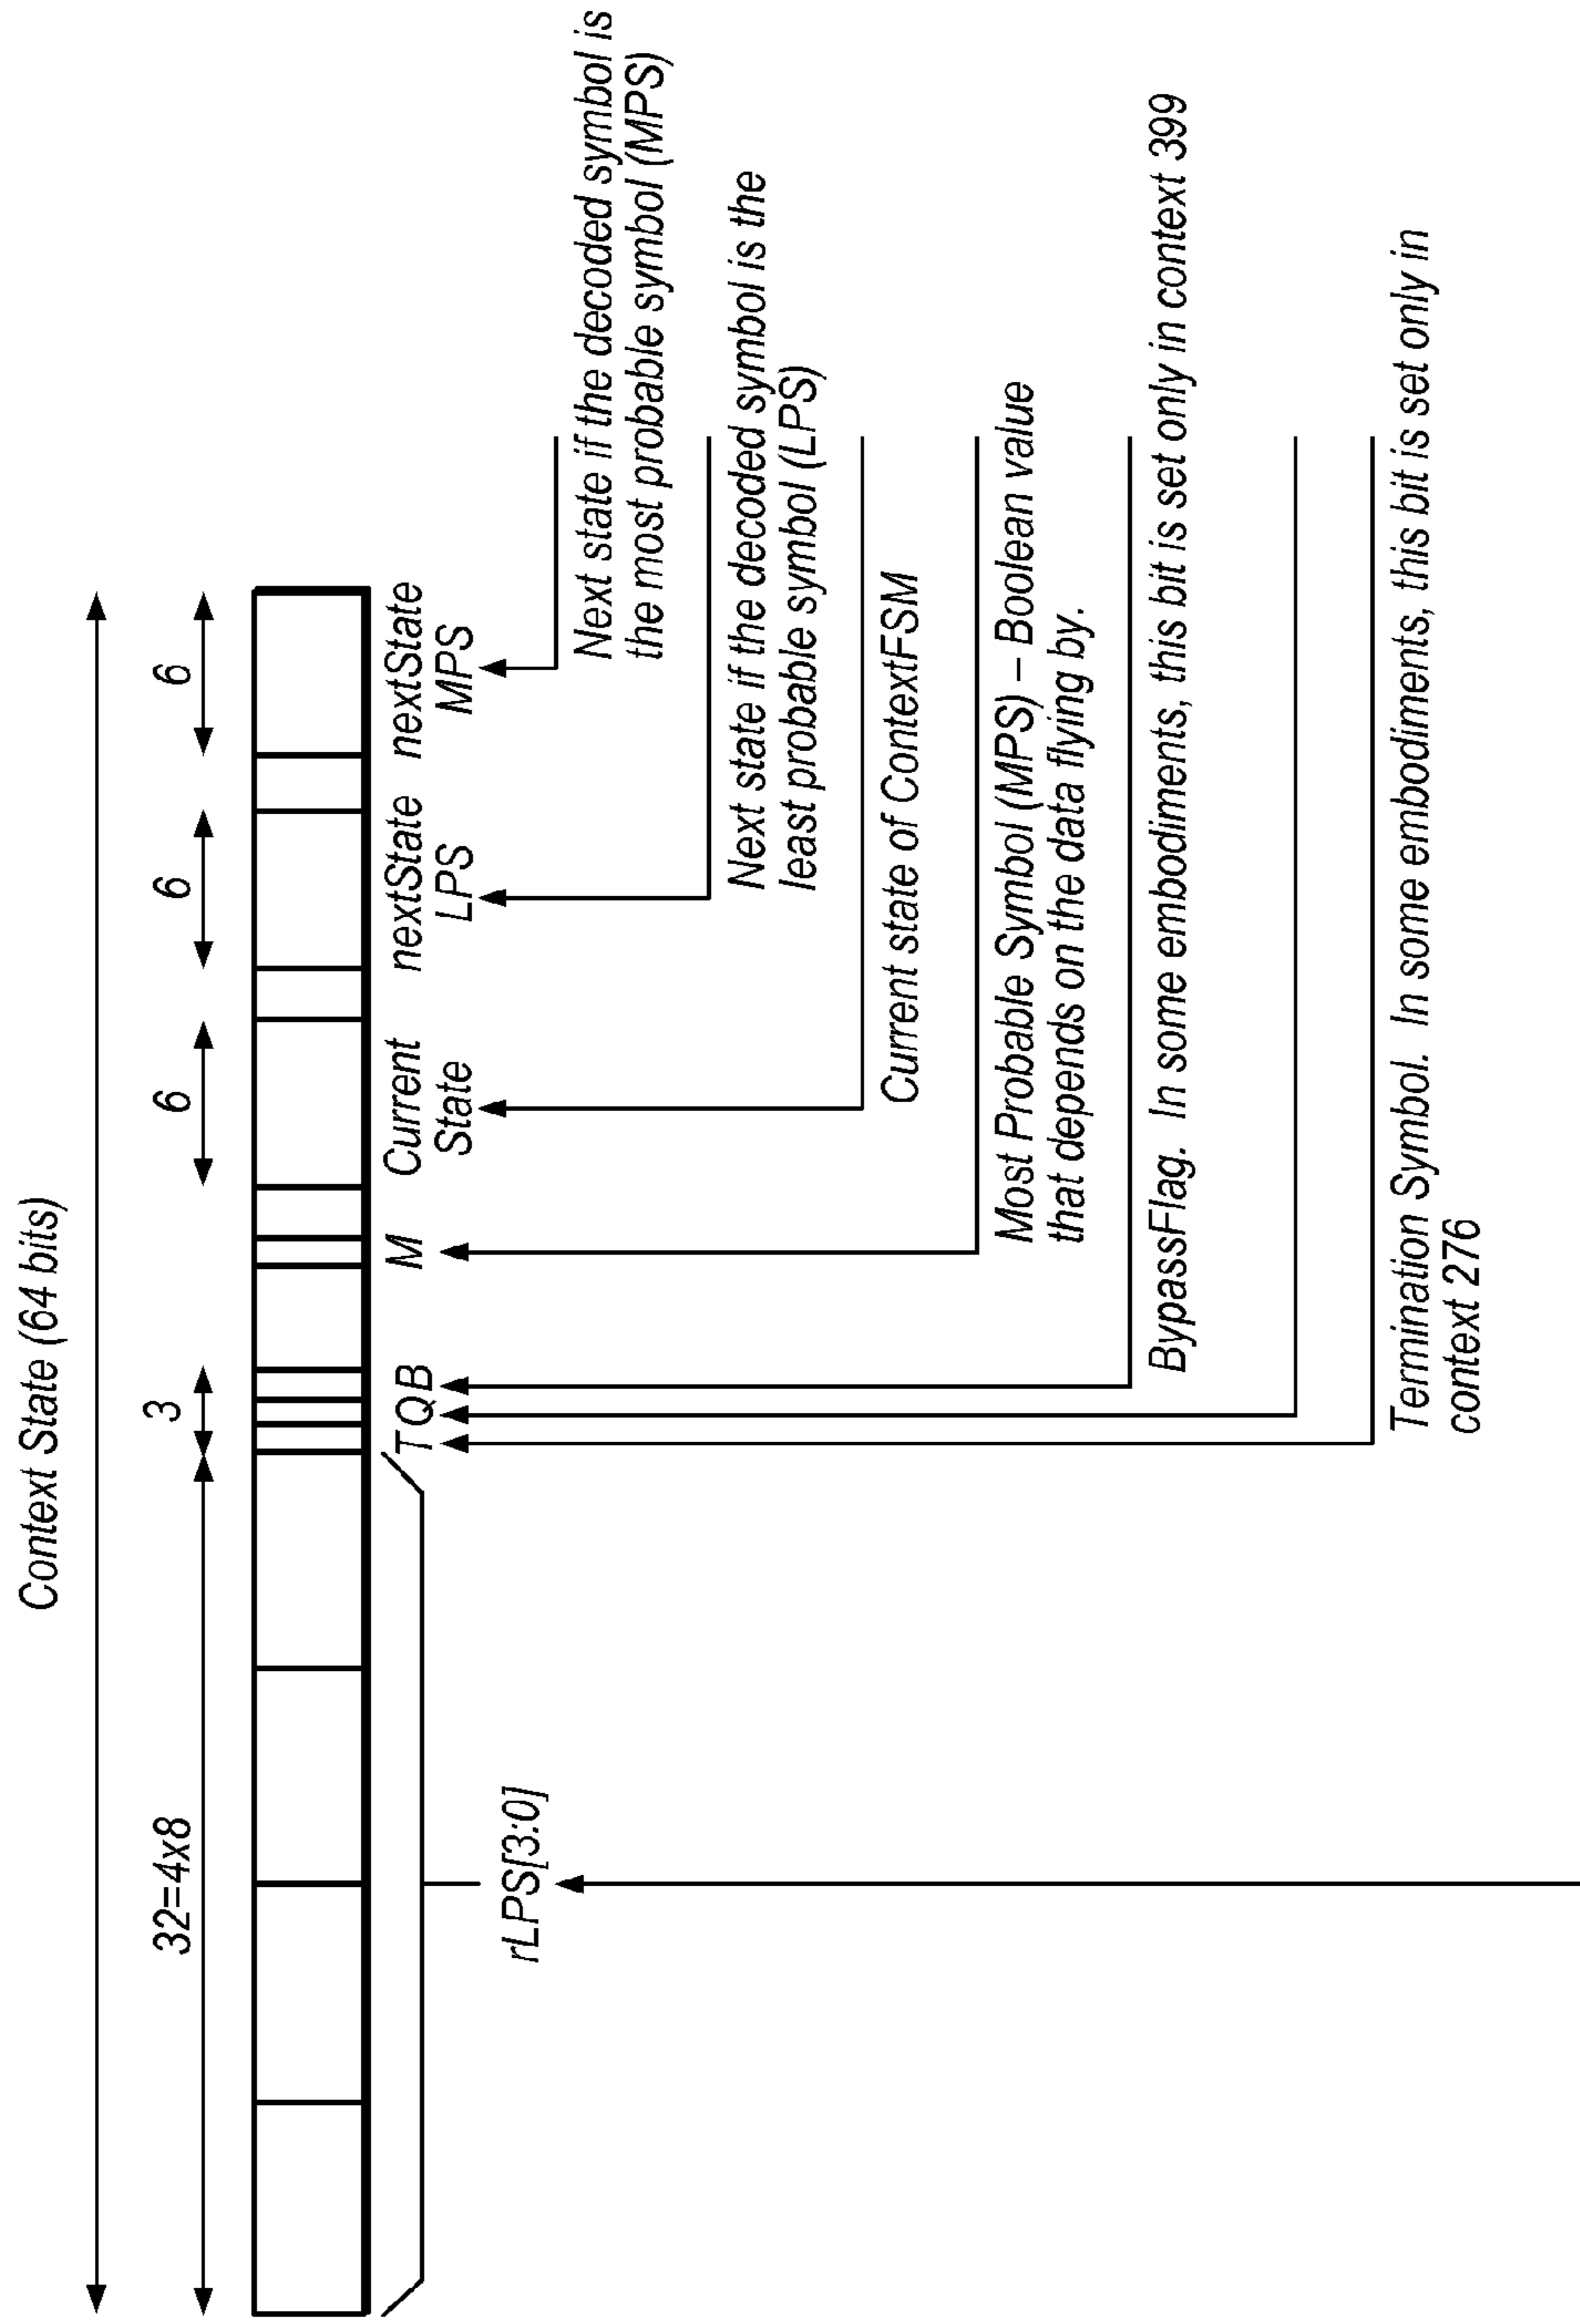 Context State (64 bits)
32=4x8
3
6
6
6
T Q B
M
Current
State
nextState
LPS
nextState
MPS
rLPS[3:0]
Next state if the decoded symbol is
the most probable symbol (MPS)
Next state if the decoded symbol is the
least probable symbol (LPS)
Current state of ContextFSM
Most Probable Symbol (MPS) – Boolean value
that depends on the data flying by.
BypassFlag. In some embodiments, this bit is set only in context 399
Termination Symbol. In some embodiments, this bit is set only in
context 276